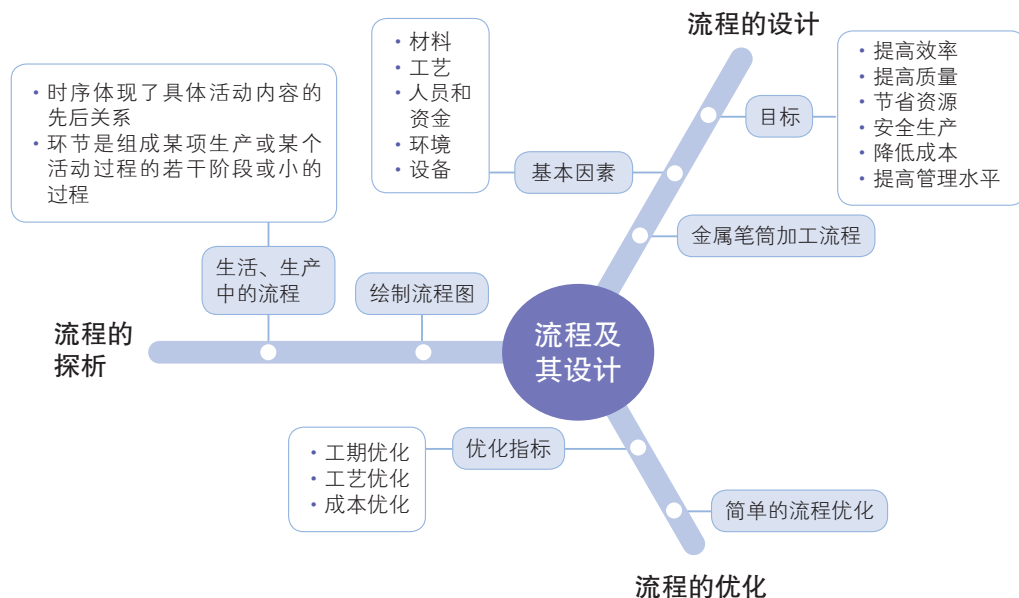 流程的设计
· 材料
· 工艺
· 人员和
资金
· 环境
· 设备
· 提高效率
· 提高质量
· 节省资源
· 安全生产
· 降低成本
· 提高管理水平
· 时序体现了具体活动内容的
先后关系
· 环节是组成某项生产或某个
活动过程的若干阶段或小的
过程
目标
基本因素
金属笔筒加工流程
生活、生产
中的流程
绘制流程图
流程的
探析
流程及
其设计
· 工期优化
· 工艺优化
· 成本优化
优化指标
简单的流程优化
流程的优化